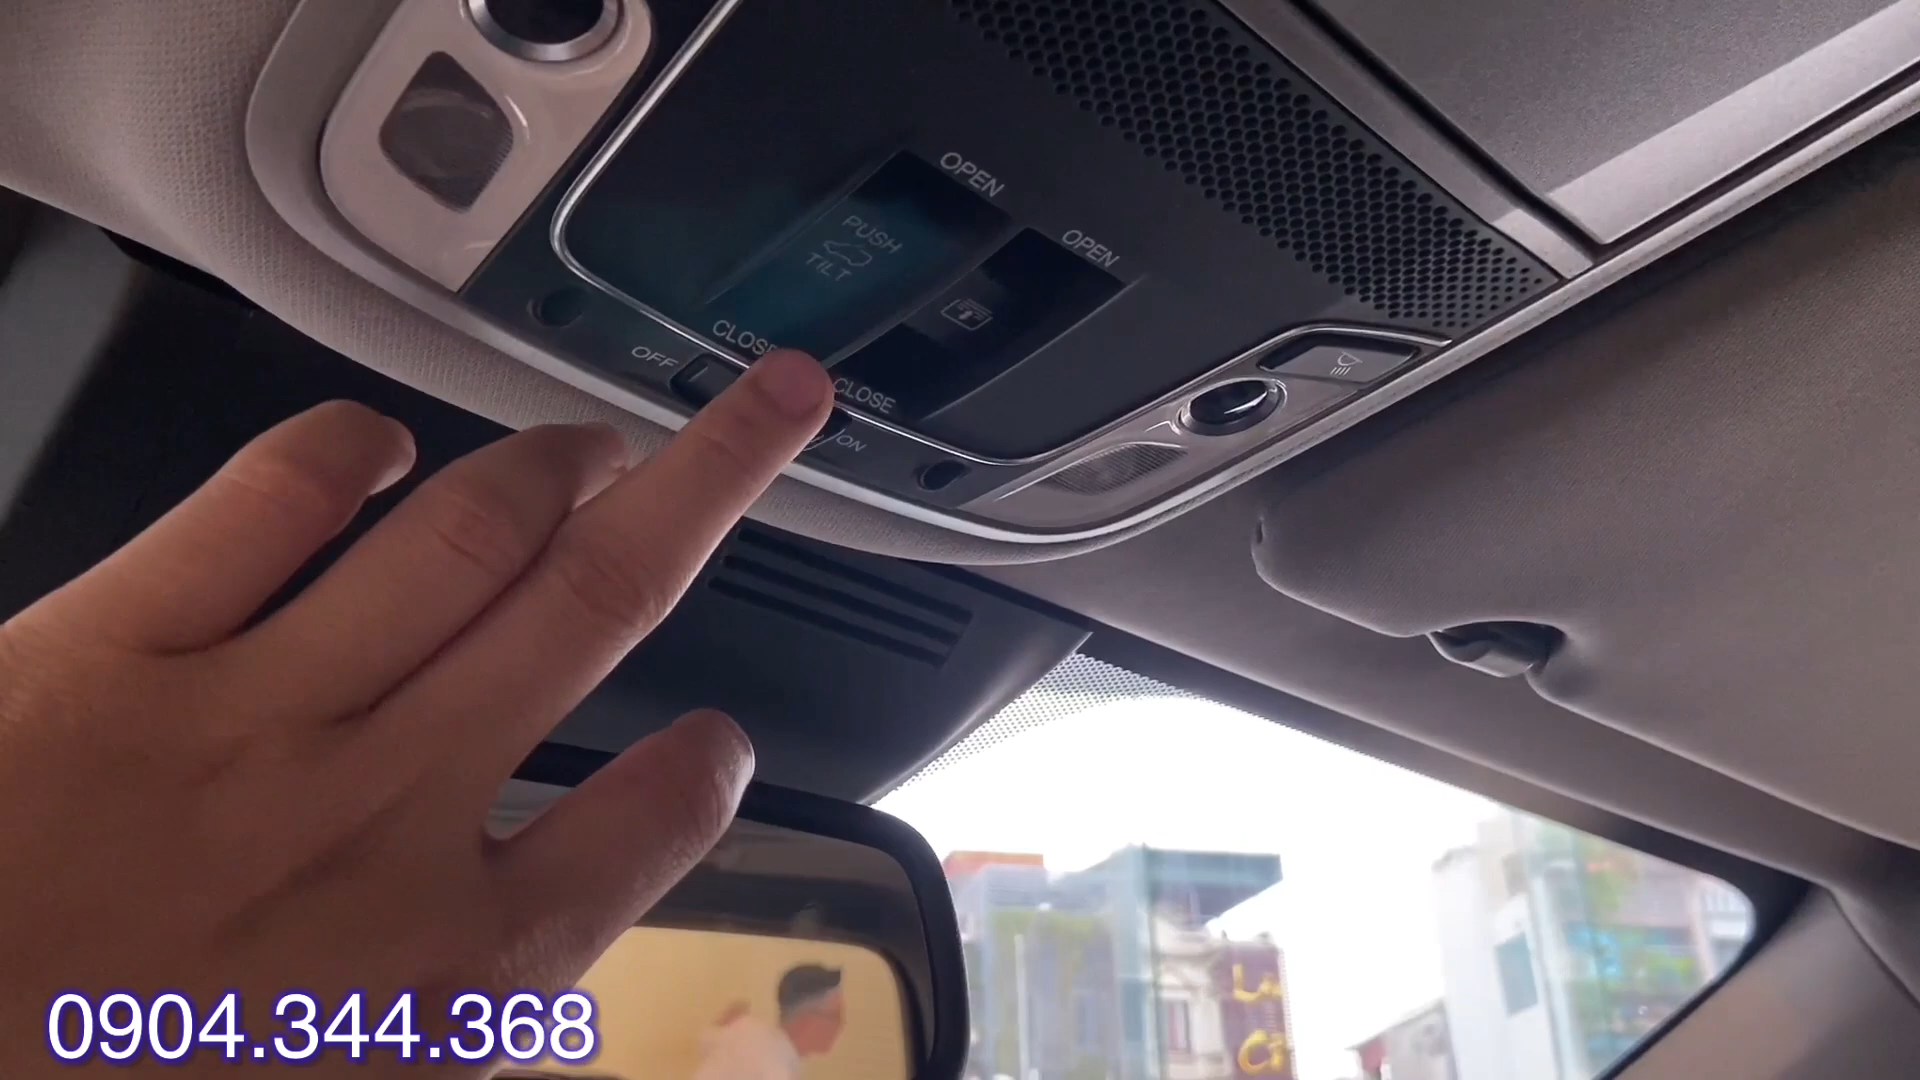 OPEN
PUSH
TILT
OPEN
CLOSE
OFF
CLOSE
ON
0904.344.368